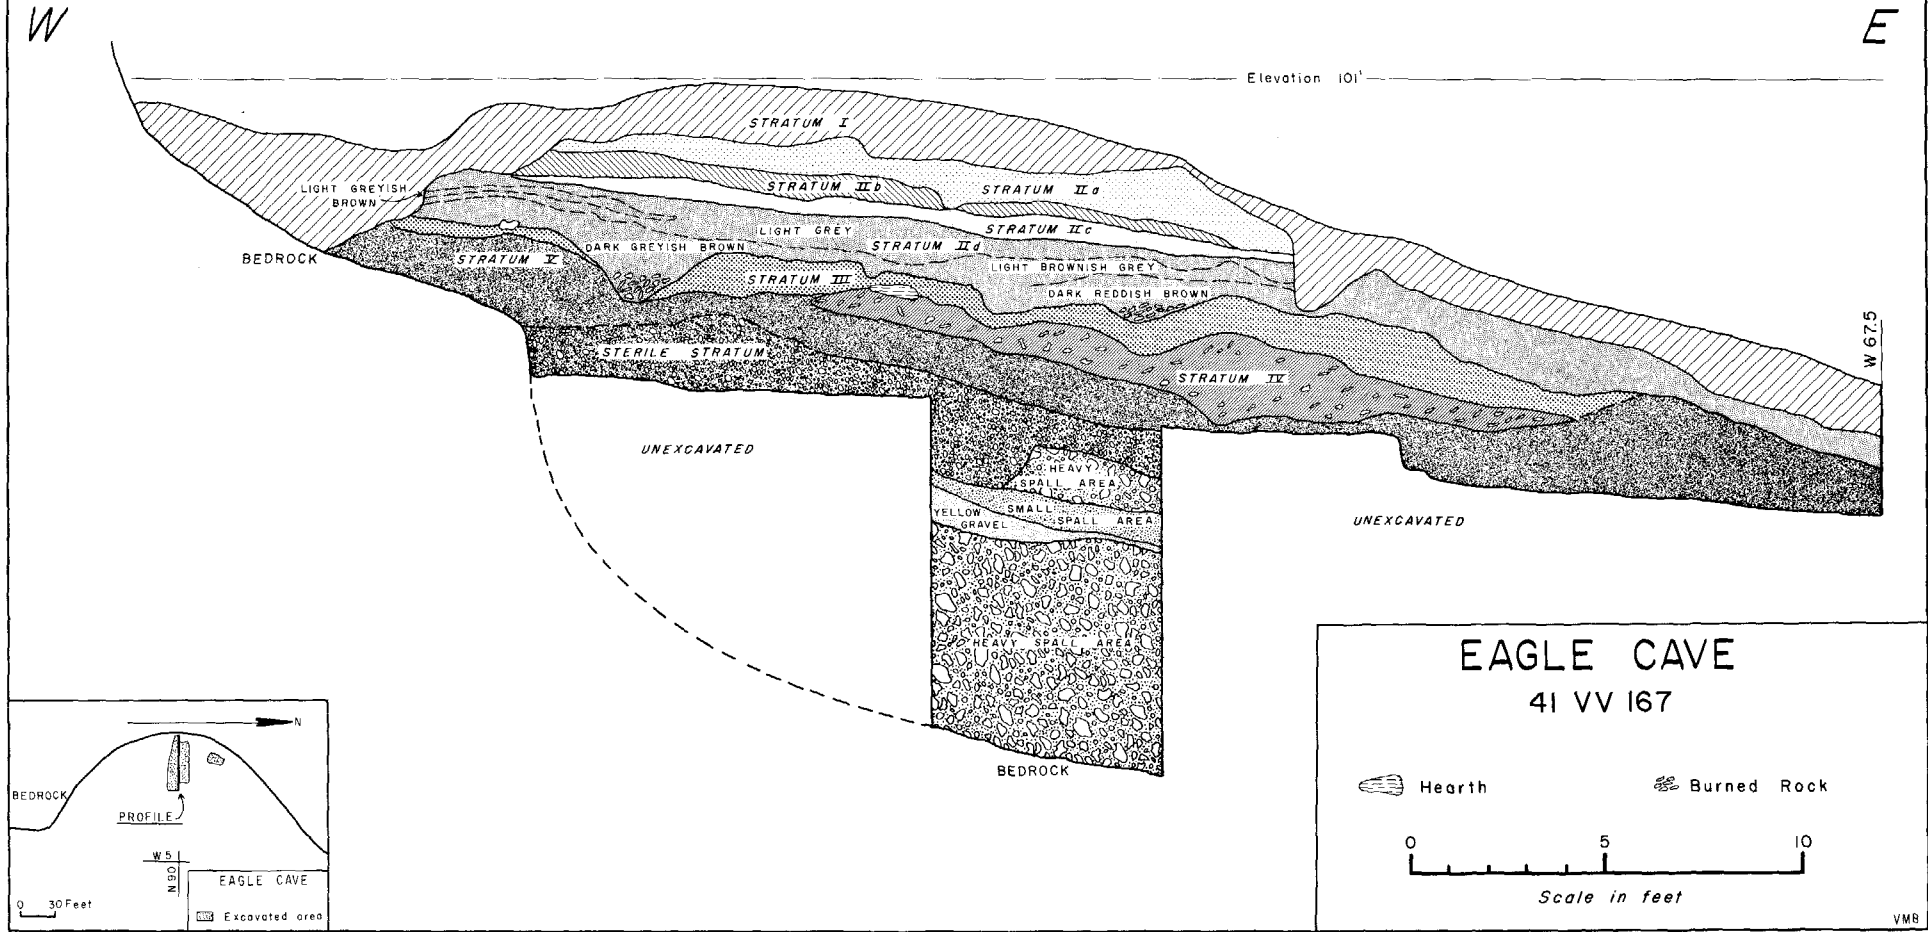 W
E
Elevation 101'
STRATUM I
LIGHT GREYISH
BROWN
STRATUM IIb
STRATUM IIa
LIGHT GREY
STRATUM IIc
BEDROCK
STRATUM V
DARK GREYISH BROWN
STRATUM IId
STRATUM III
LIGHT BROWNISH GREY
DARK REDDISH BROWN
STERILE STRATUM
STRATUM IV
W 67.5
UNEXCAVATED
HEAVY
SPALL AREA
YELLOW
GRAVEL
SMALL
SPALL AREA
UNEXCAVATED
HEAVY SPALL AREA
BEDROCK
EAGLE CAVE
41 VV 167
Hearth
Burned Rock
0 5 10
Scale in feet
VMB
N
BEDROCK
PROFILE
W 5
N 90
EAGLE CAVE
0 30 Feet
Excavated area